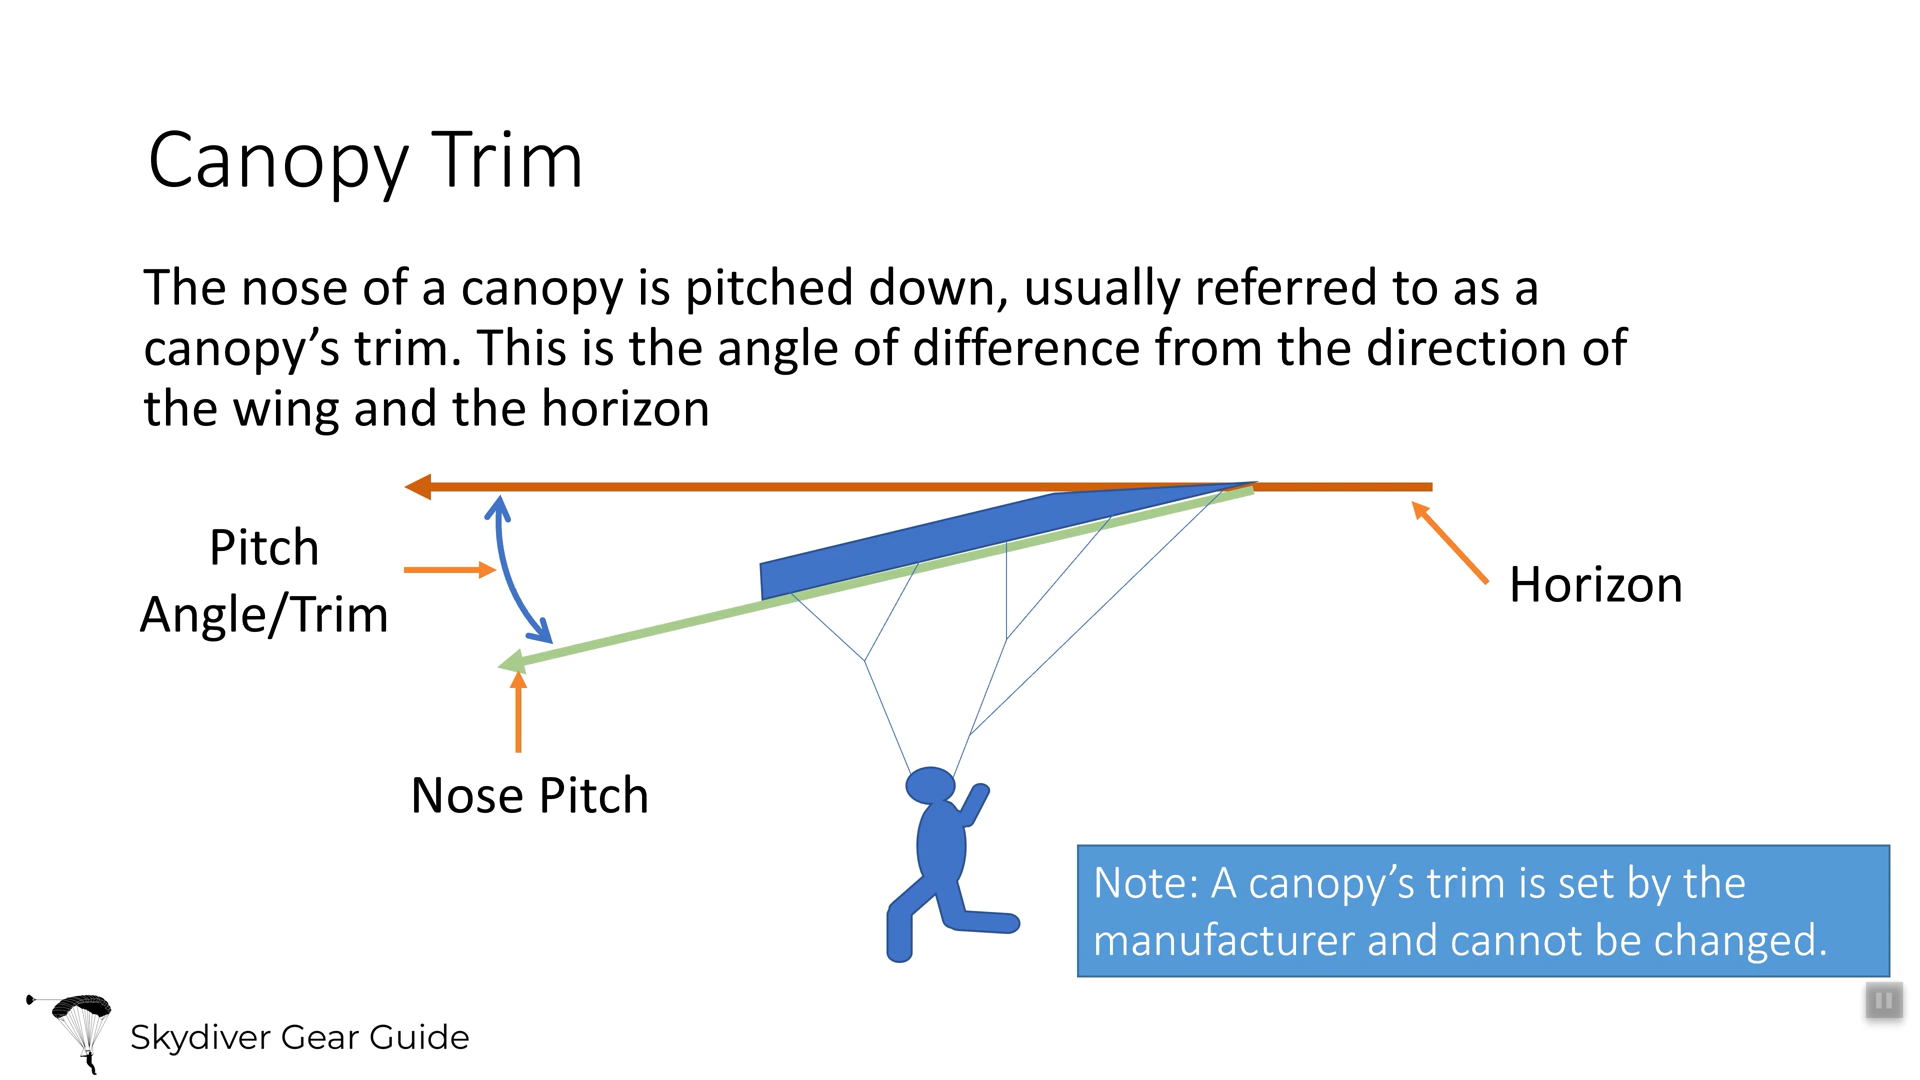 Canopy Trim
The nose of a canopy is pitched down, usually referred to as a
canopy’s trim. This is the angle of difference from the direction of
the wing and the horizon
Pitch
Angle/Trim
Horizon
Nose Pitch
Note: A canopy’s trim is set by the
manufacturer and cannot be changed.
Skydiver Gear Guide